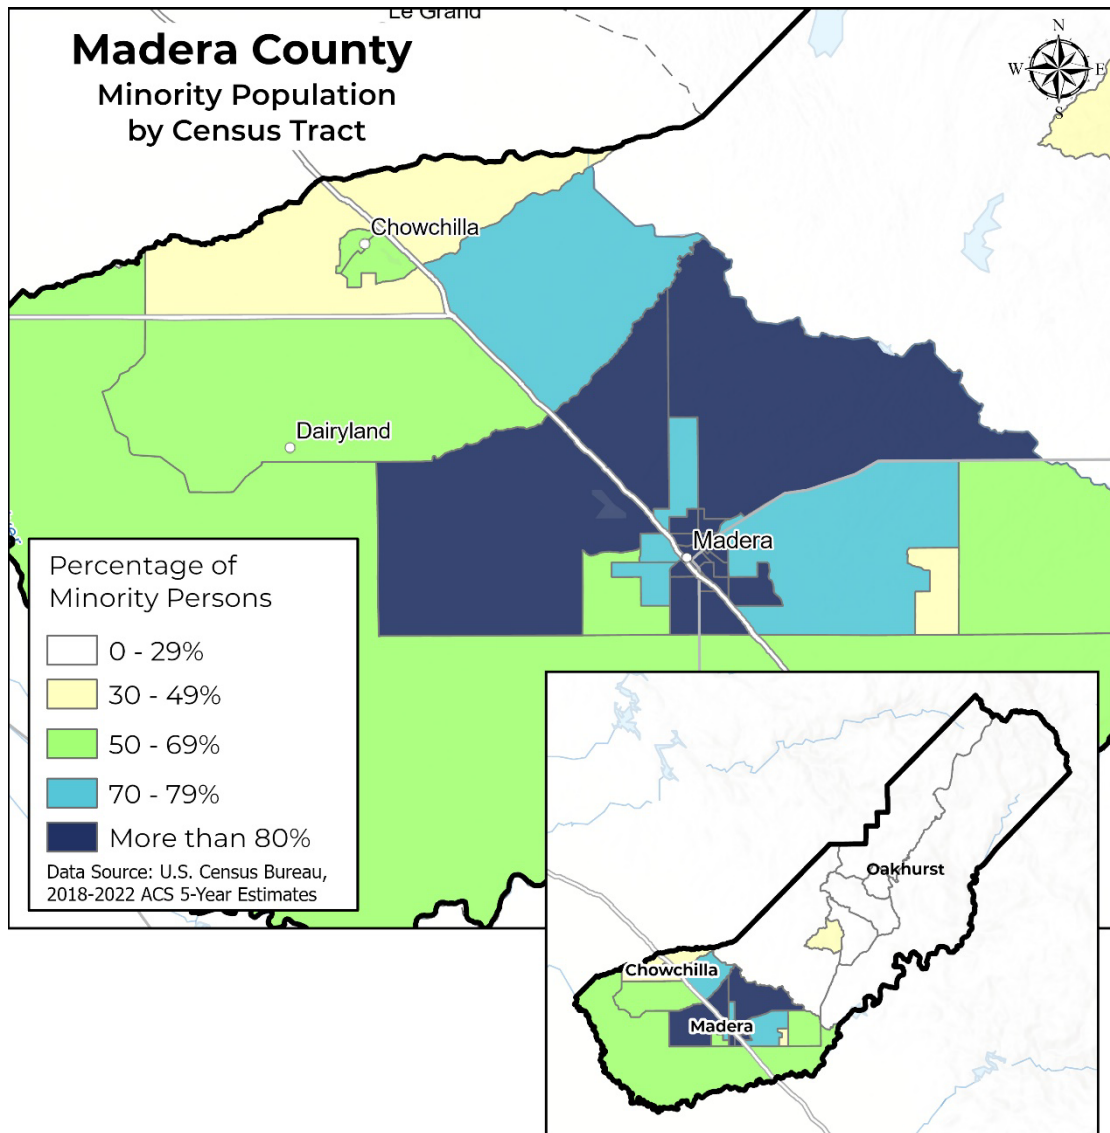 Le Grand
Madera County
Minority Population
by Census Tract
N
W
E
S
Chowchilla
Dairyland
Madera
Percentage of
Minority Persons
0 - 29%
30 - 49%
50 - 69%
70 - 79%
More than 80%
Data Source: U.S. Census Bureau,
2018-2022 ACS 5-Year Estimates
Oakhurst
Chowchilla
Madera